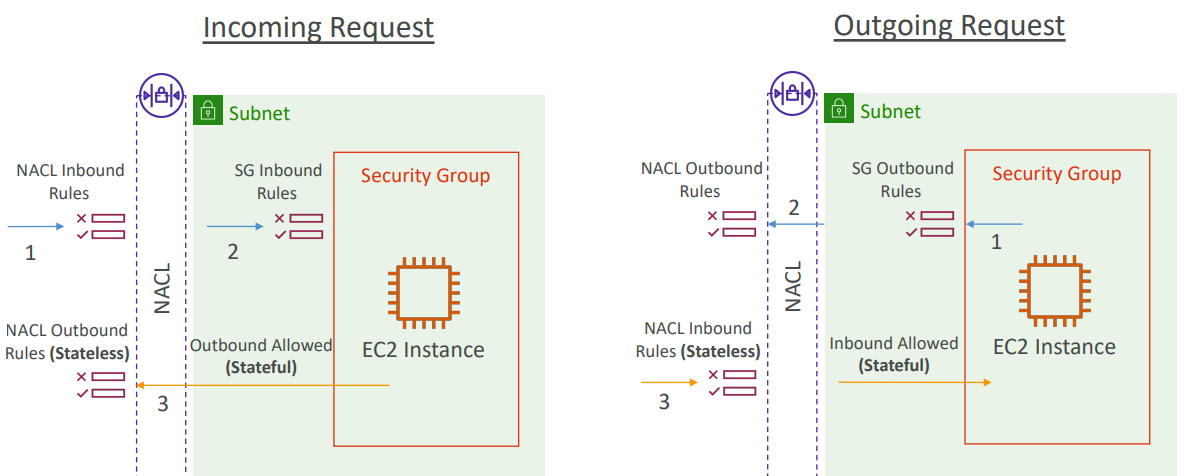 Incoming Request
Subnet
NACL Inbound
Rules
SG Inbound
Rules
Security Group
1
2
NACL
EC2 Instance
NACL Outbound
Rules (Stateless)
Outbound Allowed
(Stateful)
3
Outgoing Request
Subnet
NACL Outbound
Rules
SG Outbound
Rules
Security Group
2
1
NACL
EC2 Instance
NACL Inbound
Rules (Stateless)
Inbound Allowed
(Stateful)
3